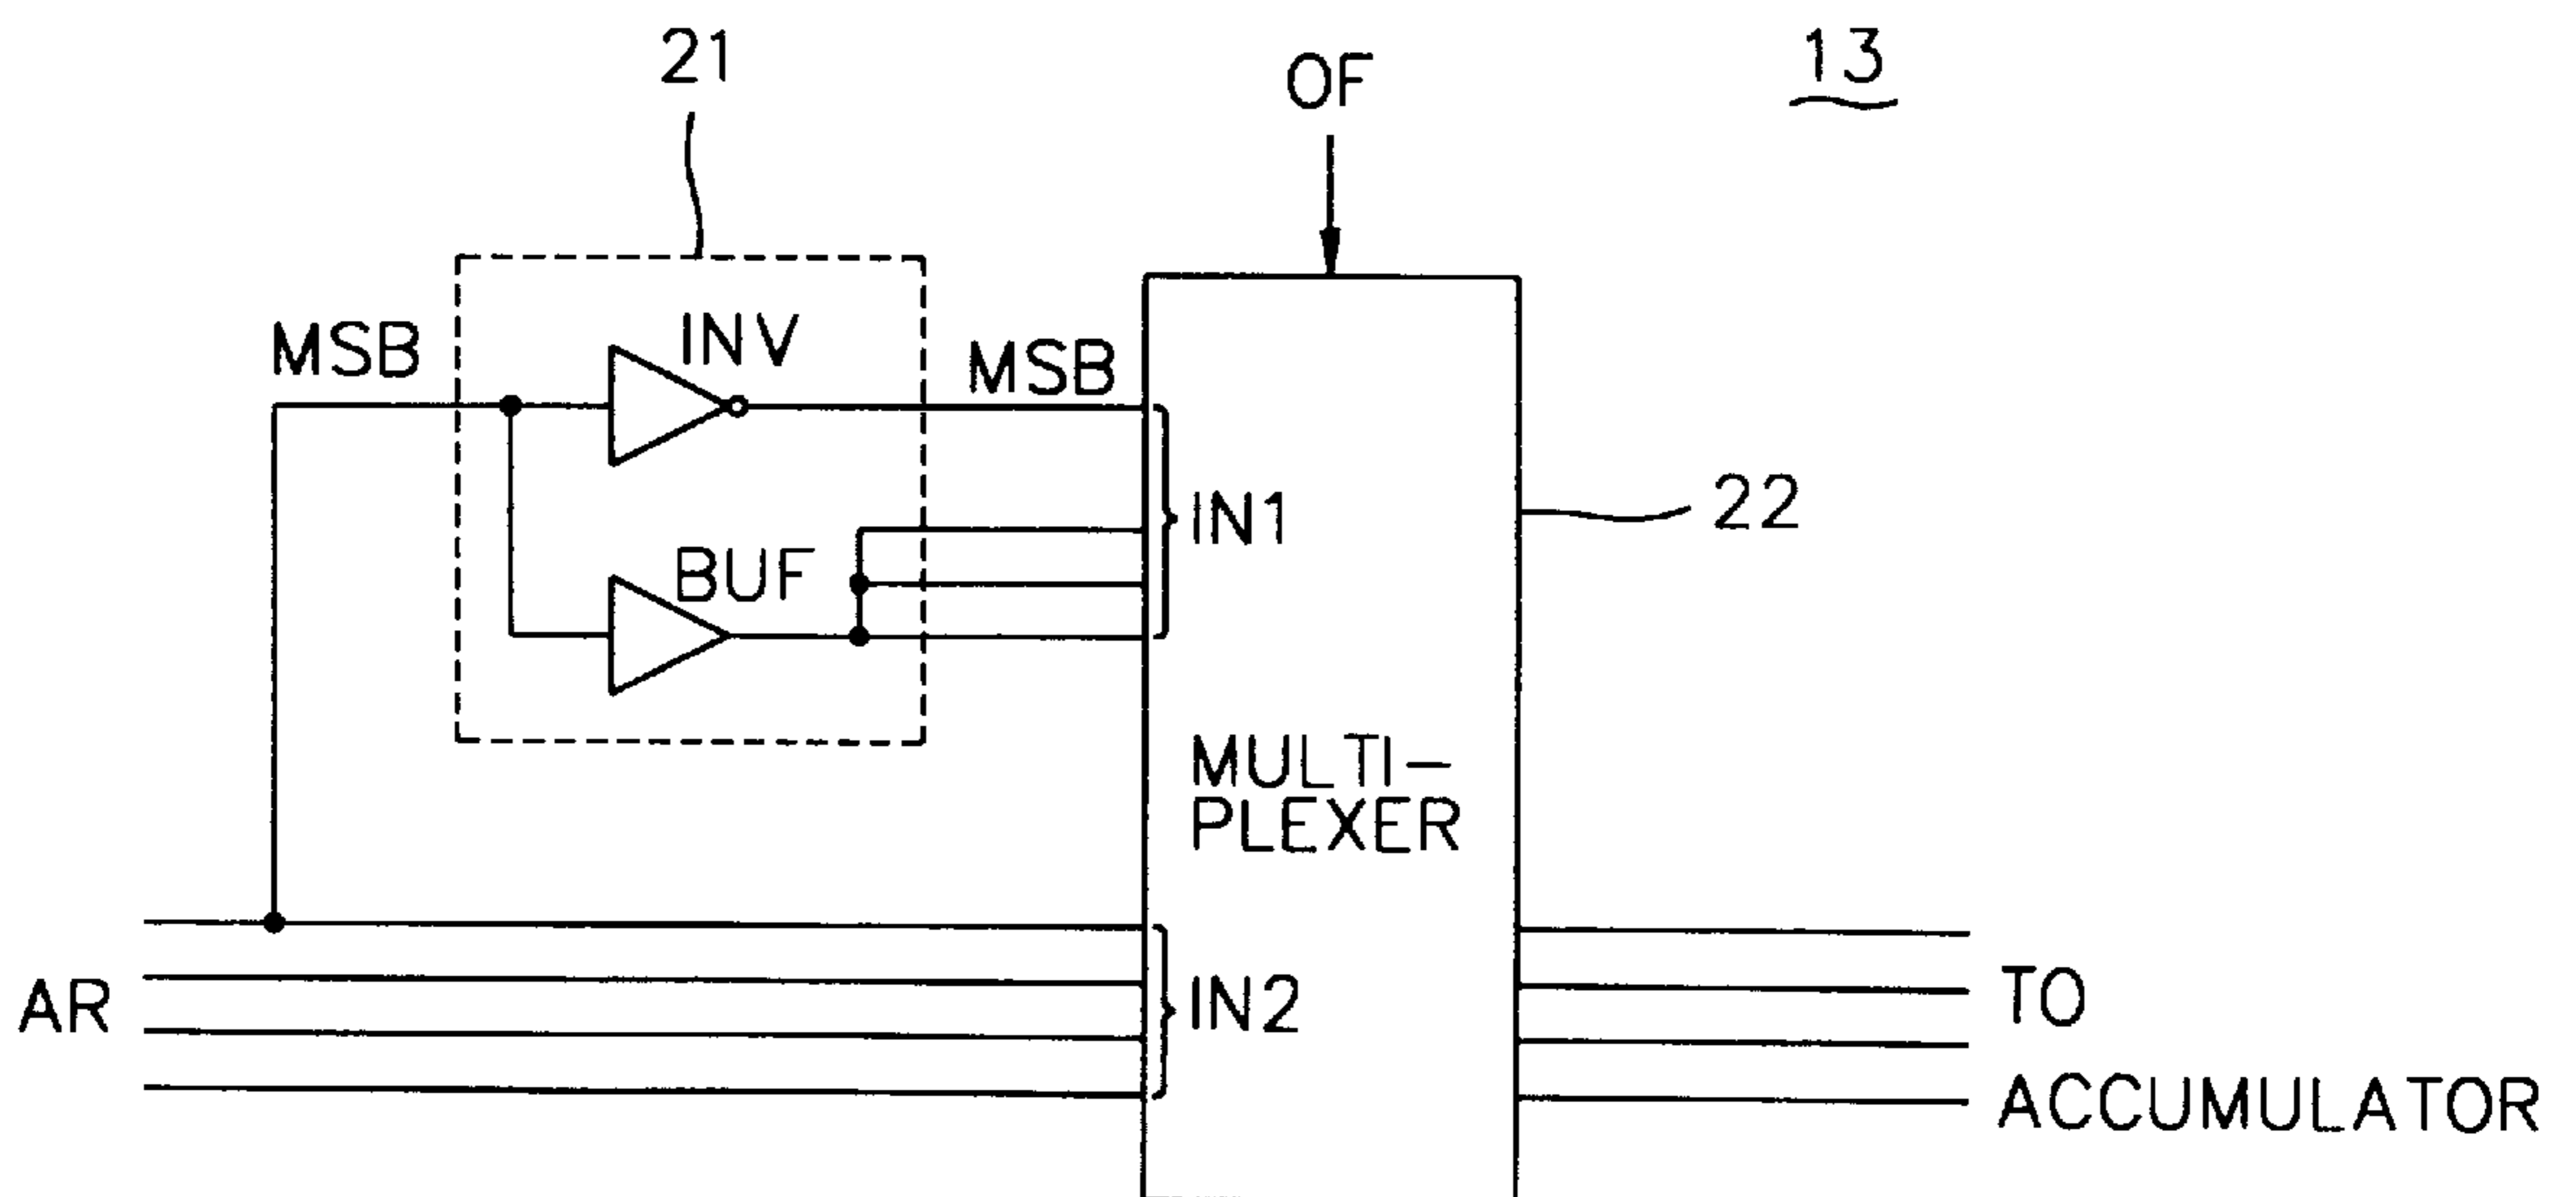 21
OF
13
MSB
INV
MSB
IN1
22
BUF
MULTI-
PLEXER
AR
IN2
TO
ACCUMULATOR